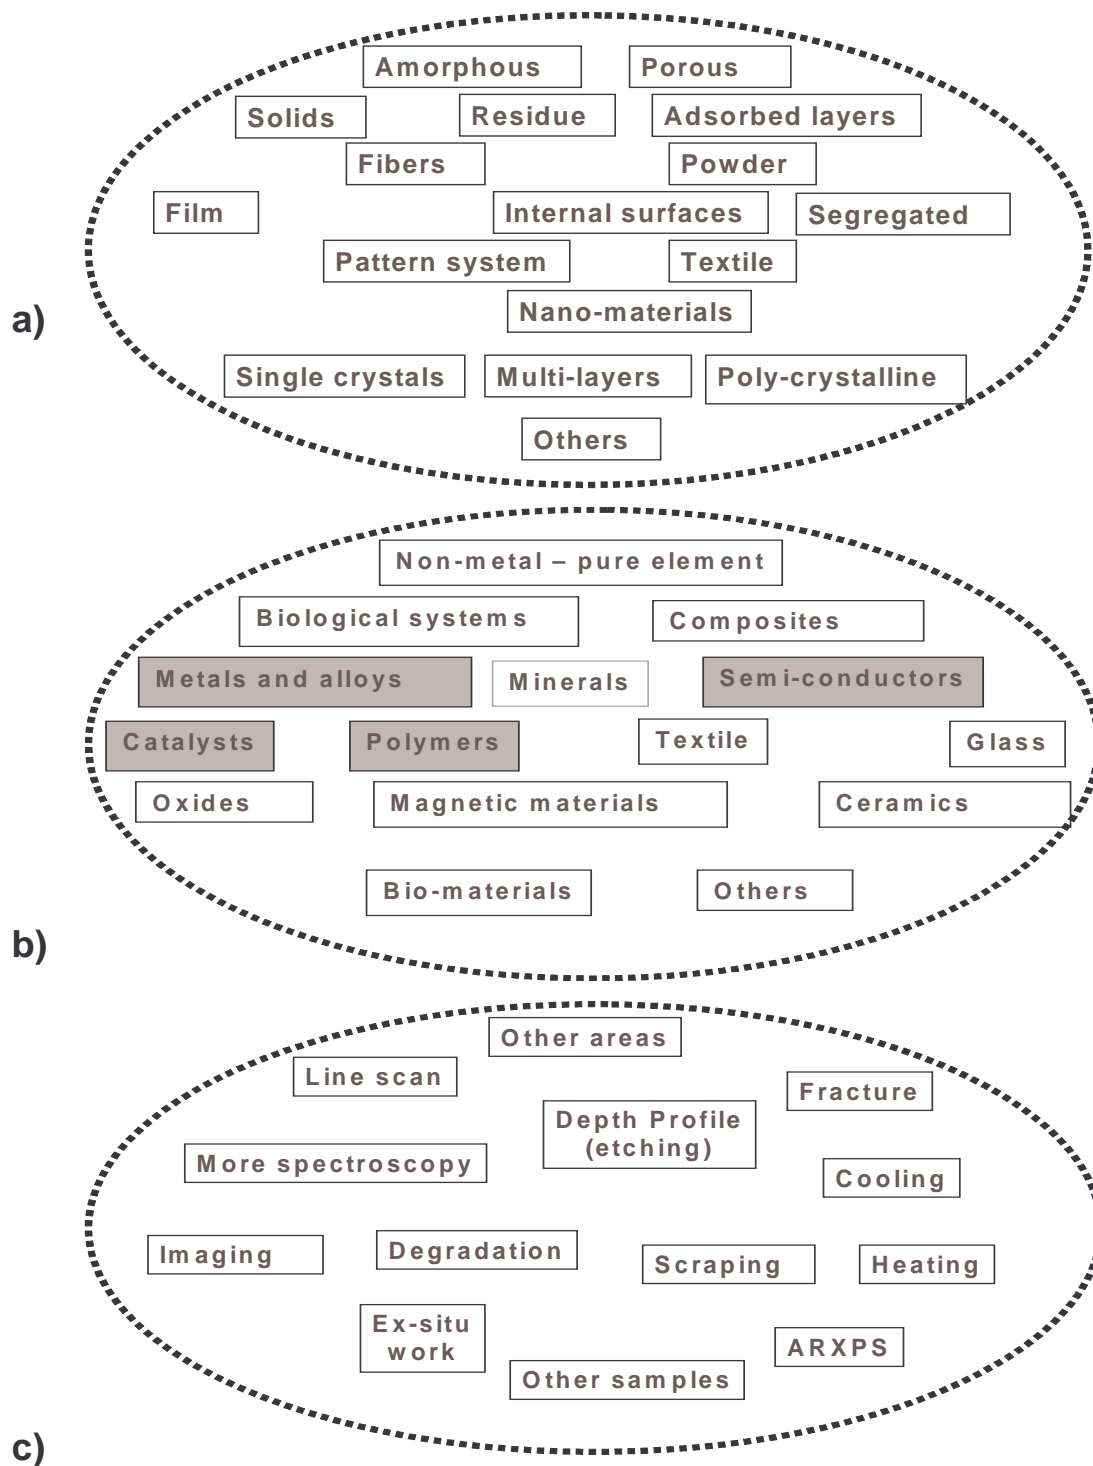 Amorphous
Porous
Solids
Residue
Adsorbed layers
Fibers
Powder
Film
Internal surfaces
Segregated
Pattern system
Textile
Nano-materials
a)
Single crystals
Multi-layers
Poly-crystalline
Others
Non-metal – pure element
Biological systems
Composites
Metals and alloys
Minerals
Semi-conductors
Catalysts
Polymers
Textile
Glass
Oxides
Magnetic materials
Ceramics
Bio-materials
Others
b)
Other areas
Line scan
Fracture
Depth Profile
(etching)
More spectroscopy
Cooling
Imaging
Degradation
Scraping
Heating
Ex-situ
work
ARXPS
Other samples
c)